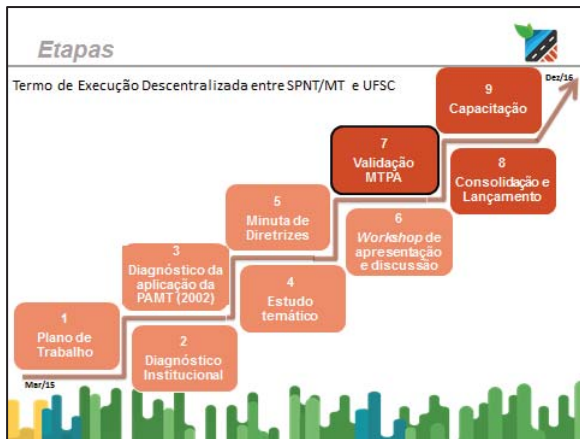 Etapas
Termo de Execução Descentralizada entre SPNT/MT e UFSC
Dez/16
9
Capacitação
7
Validação
MTPA
8
Consolidação e
Lançamento
5
Minuta de
Diretrizes
6
Workshop de
apresentação
e discussão
3
Diagnóstico da
aplicação da
PAMT (2002)
4
Estudo
temático
1
Plano de
Trabalho
2
Diagnóstico
Institucional
Mar/15